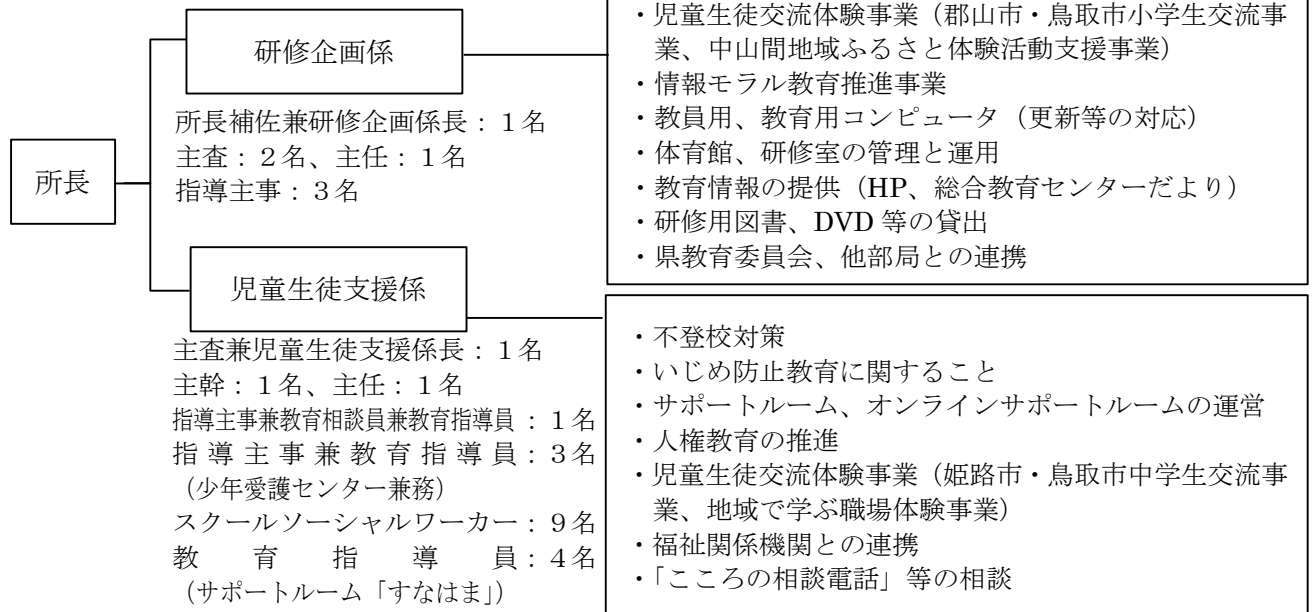 所長
研修企画係
所長補佐兼研修企画係長：１名
主査：２名、主任：１名
指導主事：３名
・児童生徒交流体験事業（郡山市・鳥取市小学生交流事
業、中山間地域ふるさと体験活動支援事業）
・情報モラル教育推進事業
・教員用、教育用コンピュータ（更新等の対応）
・体育館、研修室の管理と運用
・教育情報の提供（HP、総合教育センターだより）
・研修用図書、DVD 等の貸出
・県教育委員会、他部局との連携
児童生徒支援係
主査兼児童生徒支援係長：１名
主幹：１名、主任：１名
指導主事兼教育相談員兼教育指導員：１名
指導主事兼教育指導員：３名
（少年愛護センター兼務）
スクールソーシャルワーカー：９名
教育指導員：４名
（サポートルーム「すなはま」）
・不登校対策
・いじめ防止教育に関すること
・サポートルーム、オンラインサポートルームの運営
・人権教育の推進
・児童生徒交流体験事業（姫路市・鳥取市中学生交流事
業、地域で学ぶ職場体験事業）
・福祉関係機関との連携
・「こころの相談電話」等の相談